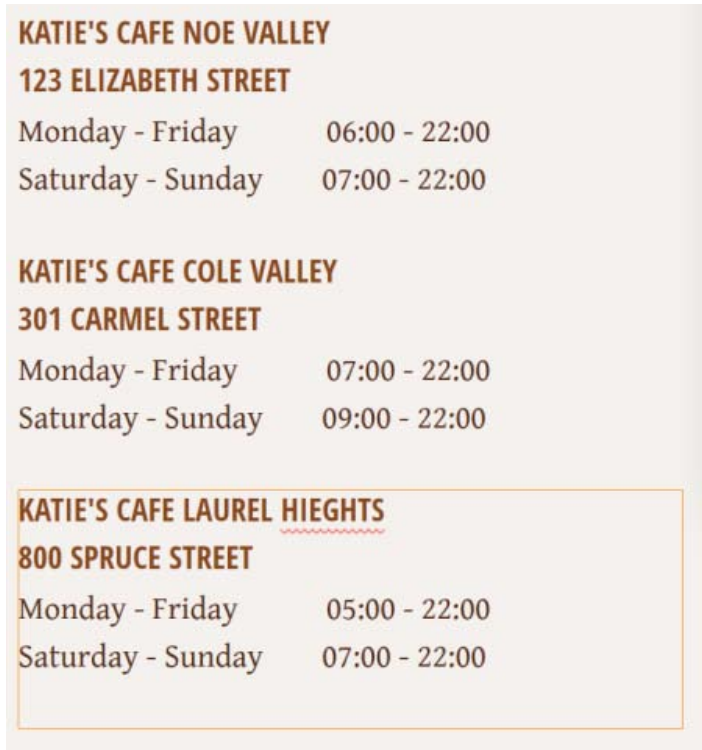 KATIE'S CAFE NOE VALLEY
123 ELIZABETH STREET
Monday - Friday 06:00 - 22:00
Saturday - Sunday 07:00 - 22:00
KATIE'S CAFE COLE VALLEY
301 CARMEL STREET
Monday - Friday 07:00 - 22:00
Saturday - Sunday 09:00 - 22:00
KATIE'S CAFE LAUREL HIEGHTS
800 SPRUCE STREET
Monday - Friday 05:00 - 22:00
Saturday - Sunday 07:00 - 22:00